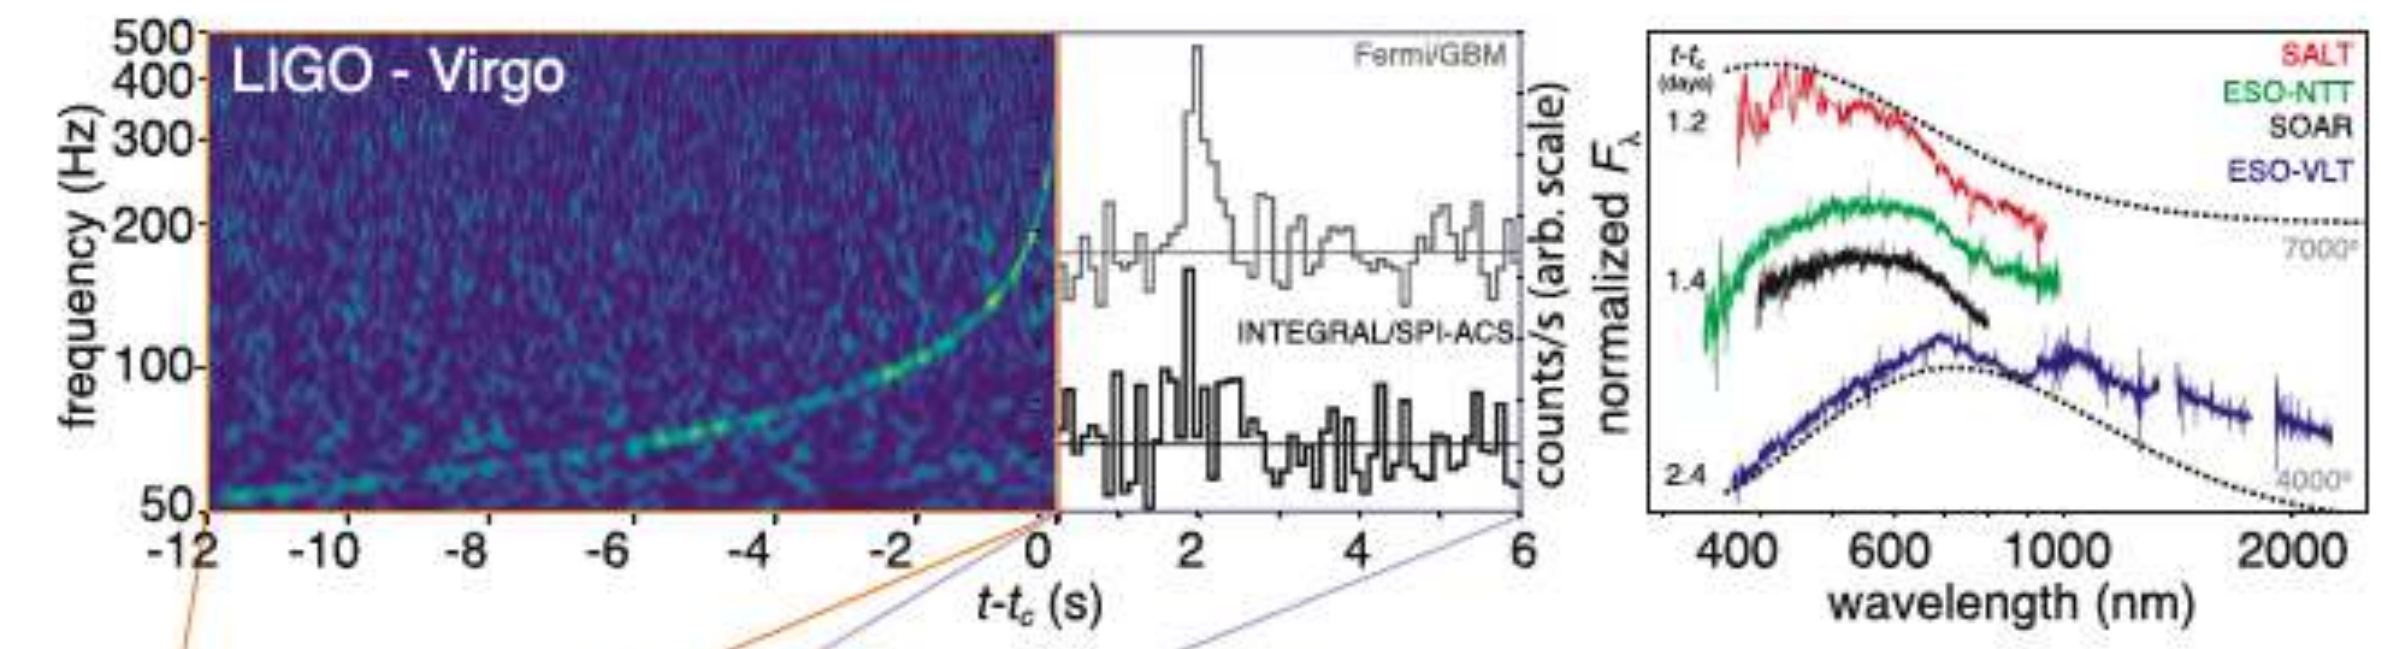 500
400
300
200
100
50
frequency (Hz)
LIGO - Virgo
-12 -10 -8 -6 -4 -2 0 2 4 6
t-tc (s)
Fermi/GBM
INTEGRAL/SPI-ACS
counts/s (arb. scale)
normalized Fλ
t-tc
(days)
1.2
1.4
2.4
SALT
ESO-NTT
SOAR
ESO-VLT
7000°
4000°
400 600 1000 2000
wavelength (nm)